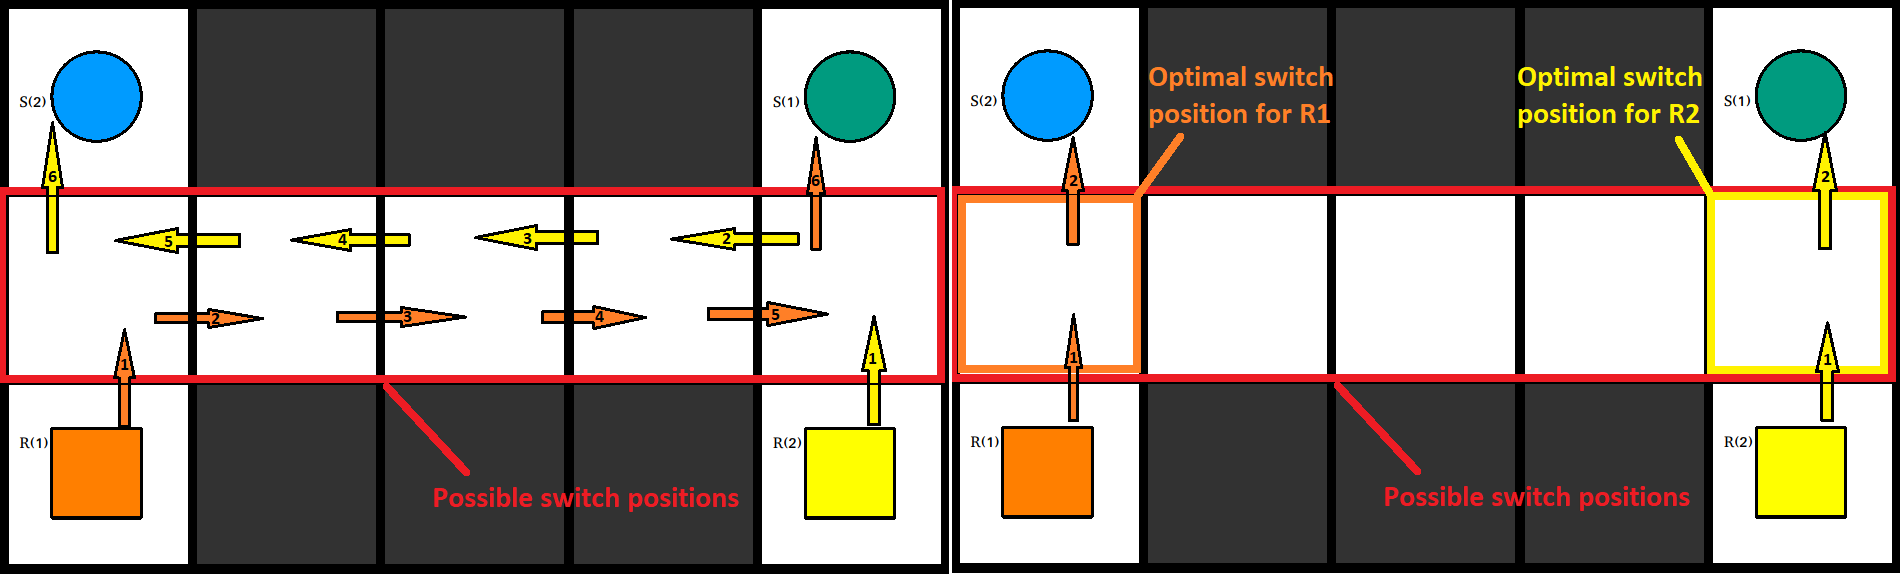 S(2)
S(1)
6
6
5
4
3
2
2
3
4
5
1
1
R(1)
R(2)
Possible switch positions
S(2)
Optimal switch
position for R1
Optimal switch
position for R2
S(1)
2
2
1
1
R(1)
R(2)
Possible switch positions